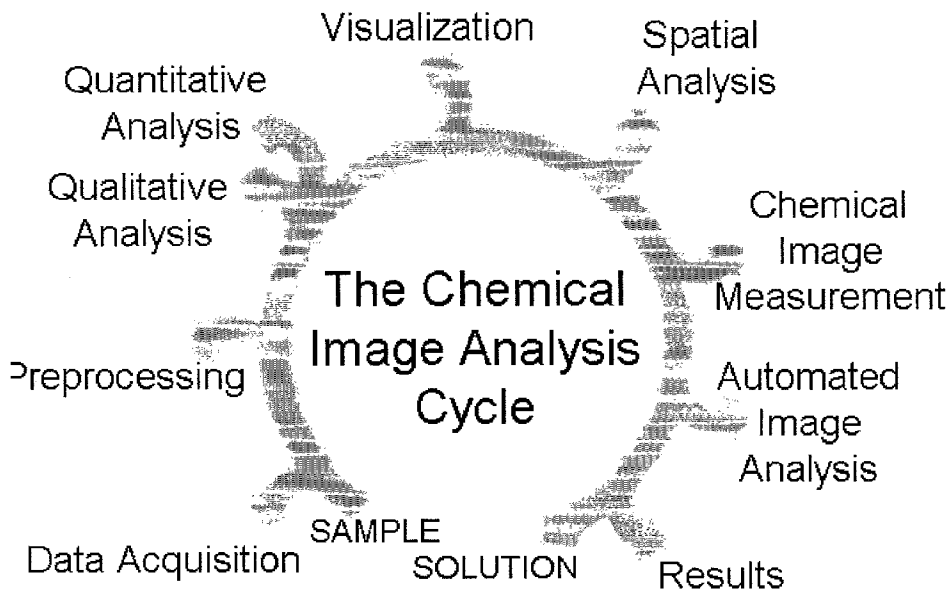 Visualization
Spatial
Analysis
Quantitative
Analysis
Qualitative
Analysis
Chemical
Image
Measurement
The Chemical
Image Analysis
Cycle
Preprocessing
Automated
Image
Analysis
SAMPLE
Data Acquisition
SOLUTION
Results